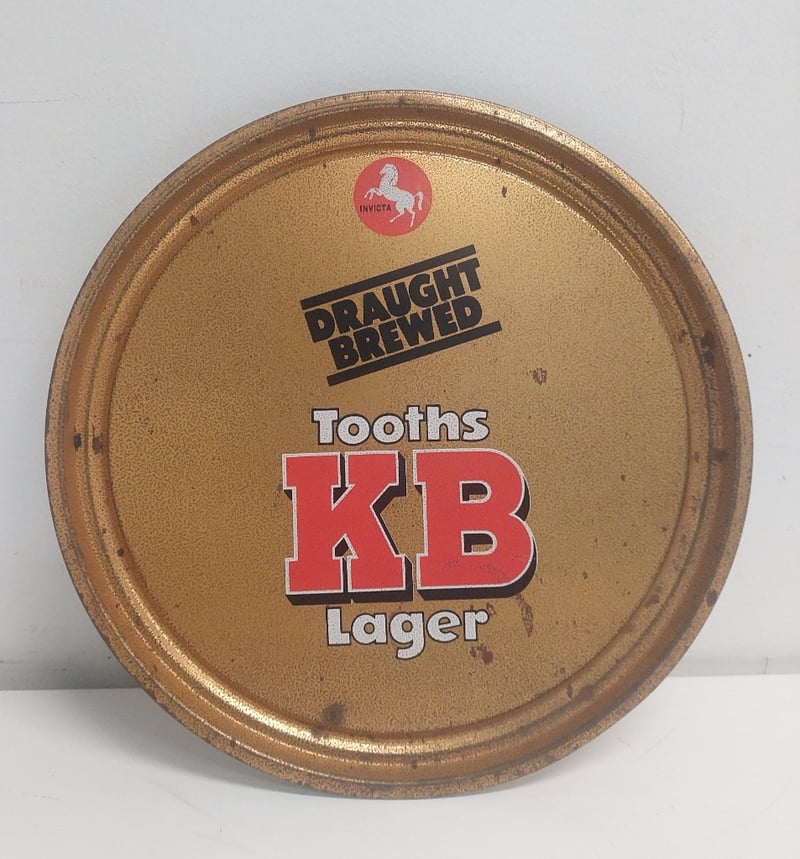 INVICTA
DRAUGHT
BREWED
Tooths
KB
Lager